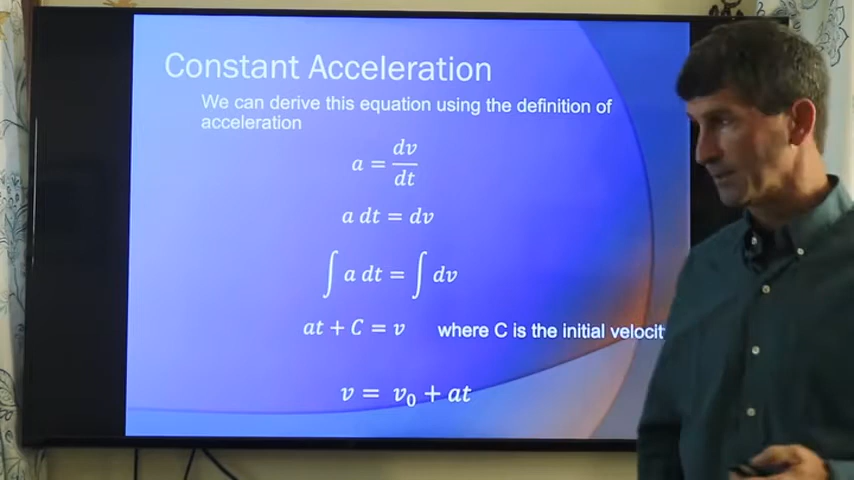 Constant Acceleration
We can derive this equation using the definition of
acceleration
a = dv/dt
a dt = dv
∫ a dt = ∫ dv
at + C = v where C is the initial velocit
v = v₀ + at